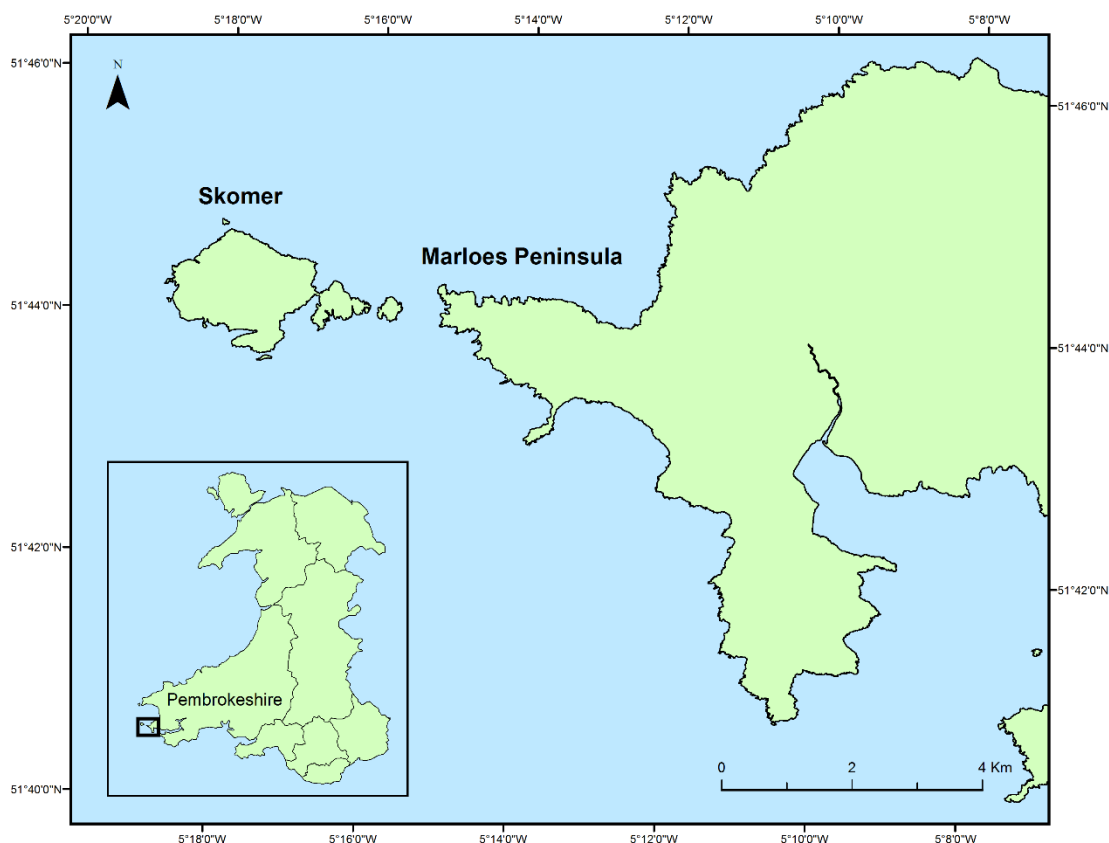 5°20'0"W 5°18'0"W 5°16'0"W 5°14'0"W 5°12'0"W 5°10'0"W 5°8'0"W
51°46'0"N
N
51°46'0"N
Skomer
Marloes Peninsula
51°44'0"N
51°44'0"N
51°42'0"N
51°42'0"N
Pembrokeshire
0 2 4 Km
51°40'0"N
5°18'0"W 5°16'0"W 5°14'0"W 5°12'0"W 5°10'0"W 5°8'0"W